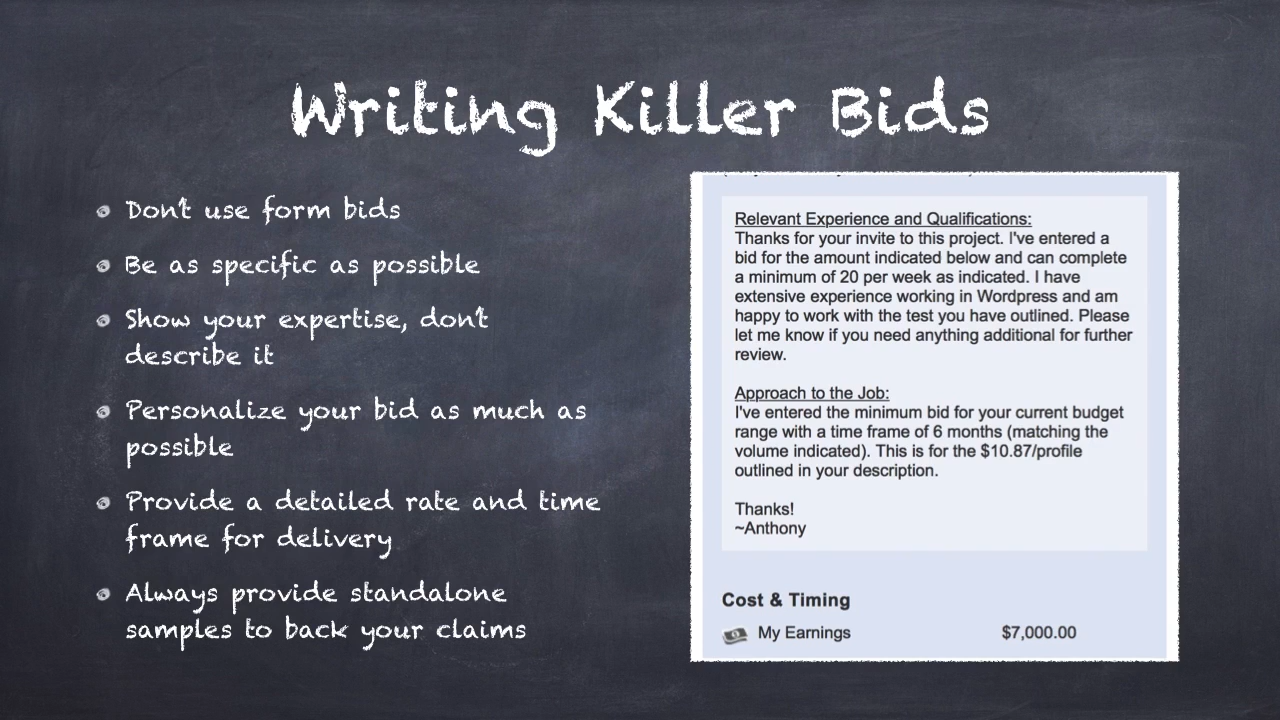 Writing Killer Bids
Don't use form bids
Be as specific as possible
Show your expertise, don't
describe it
Personalize your bid as much as
possible
Provide a detailed rate and time
frame for delivery
Always provide standalone
samples to back your claims
Relevant Experience and Qualifications:
Thanks for your invite to this project. I've entered a
bid for the amount indicated below and can complete
a minimum of 20 per week as indicated. I have
extensive experience working in Wordpress and am
happy to work with the test you have outlined. Please
let me know if you need anything additional for further
review.
Approach to the Job:
I've entered the minimum bid for your current budget
range with a time frame of 6 months (matching the
volume indicated). This is for the $10.87/profile
outlined in your description.
Thanks!
~Anthony
Cost & Timing
My Earnings $7,000.00